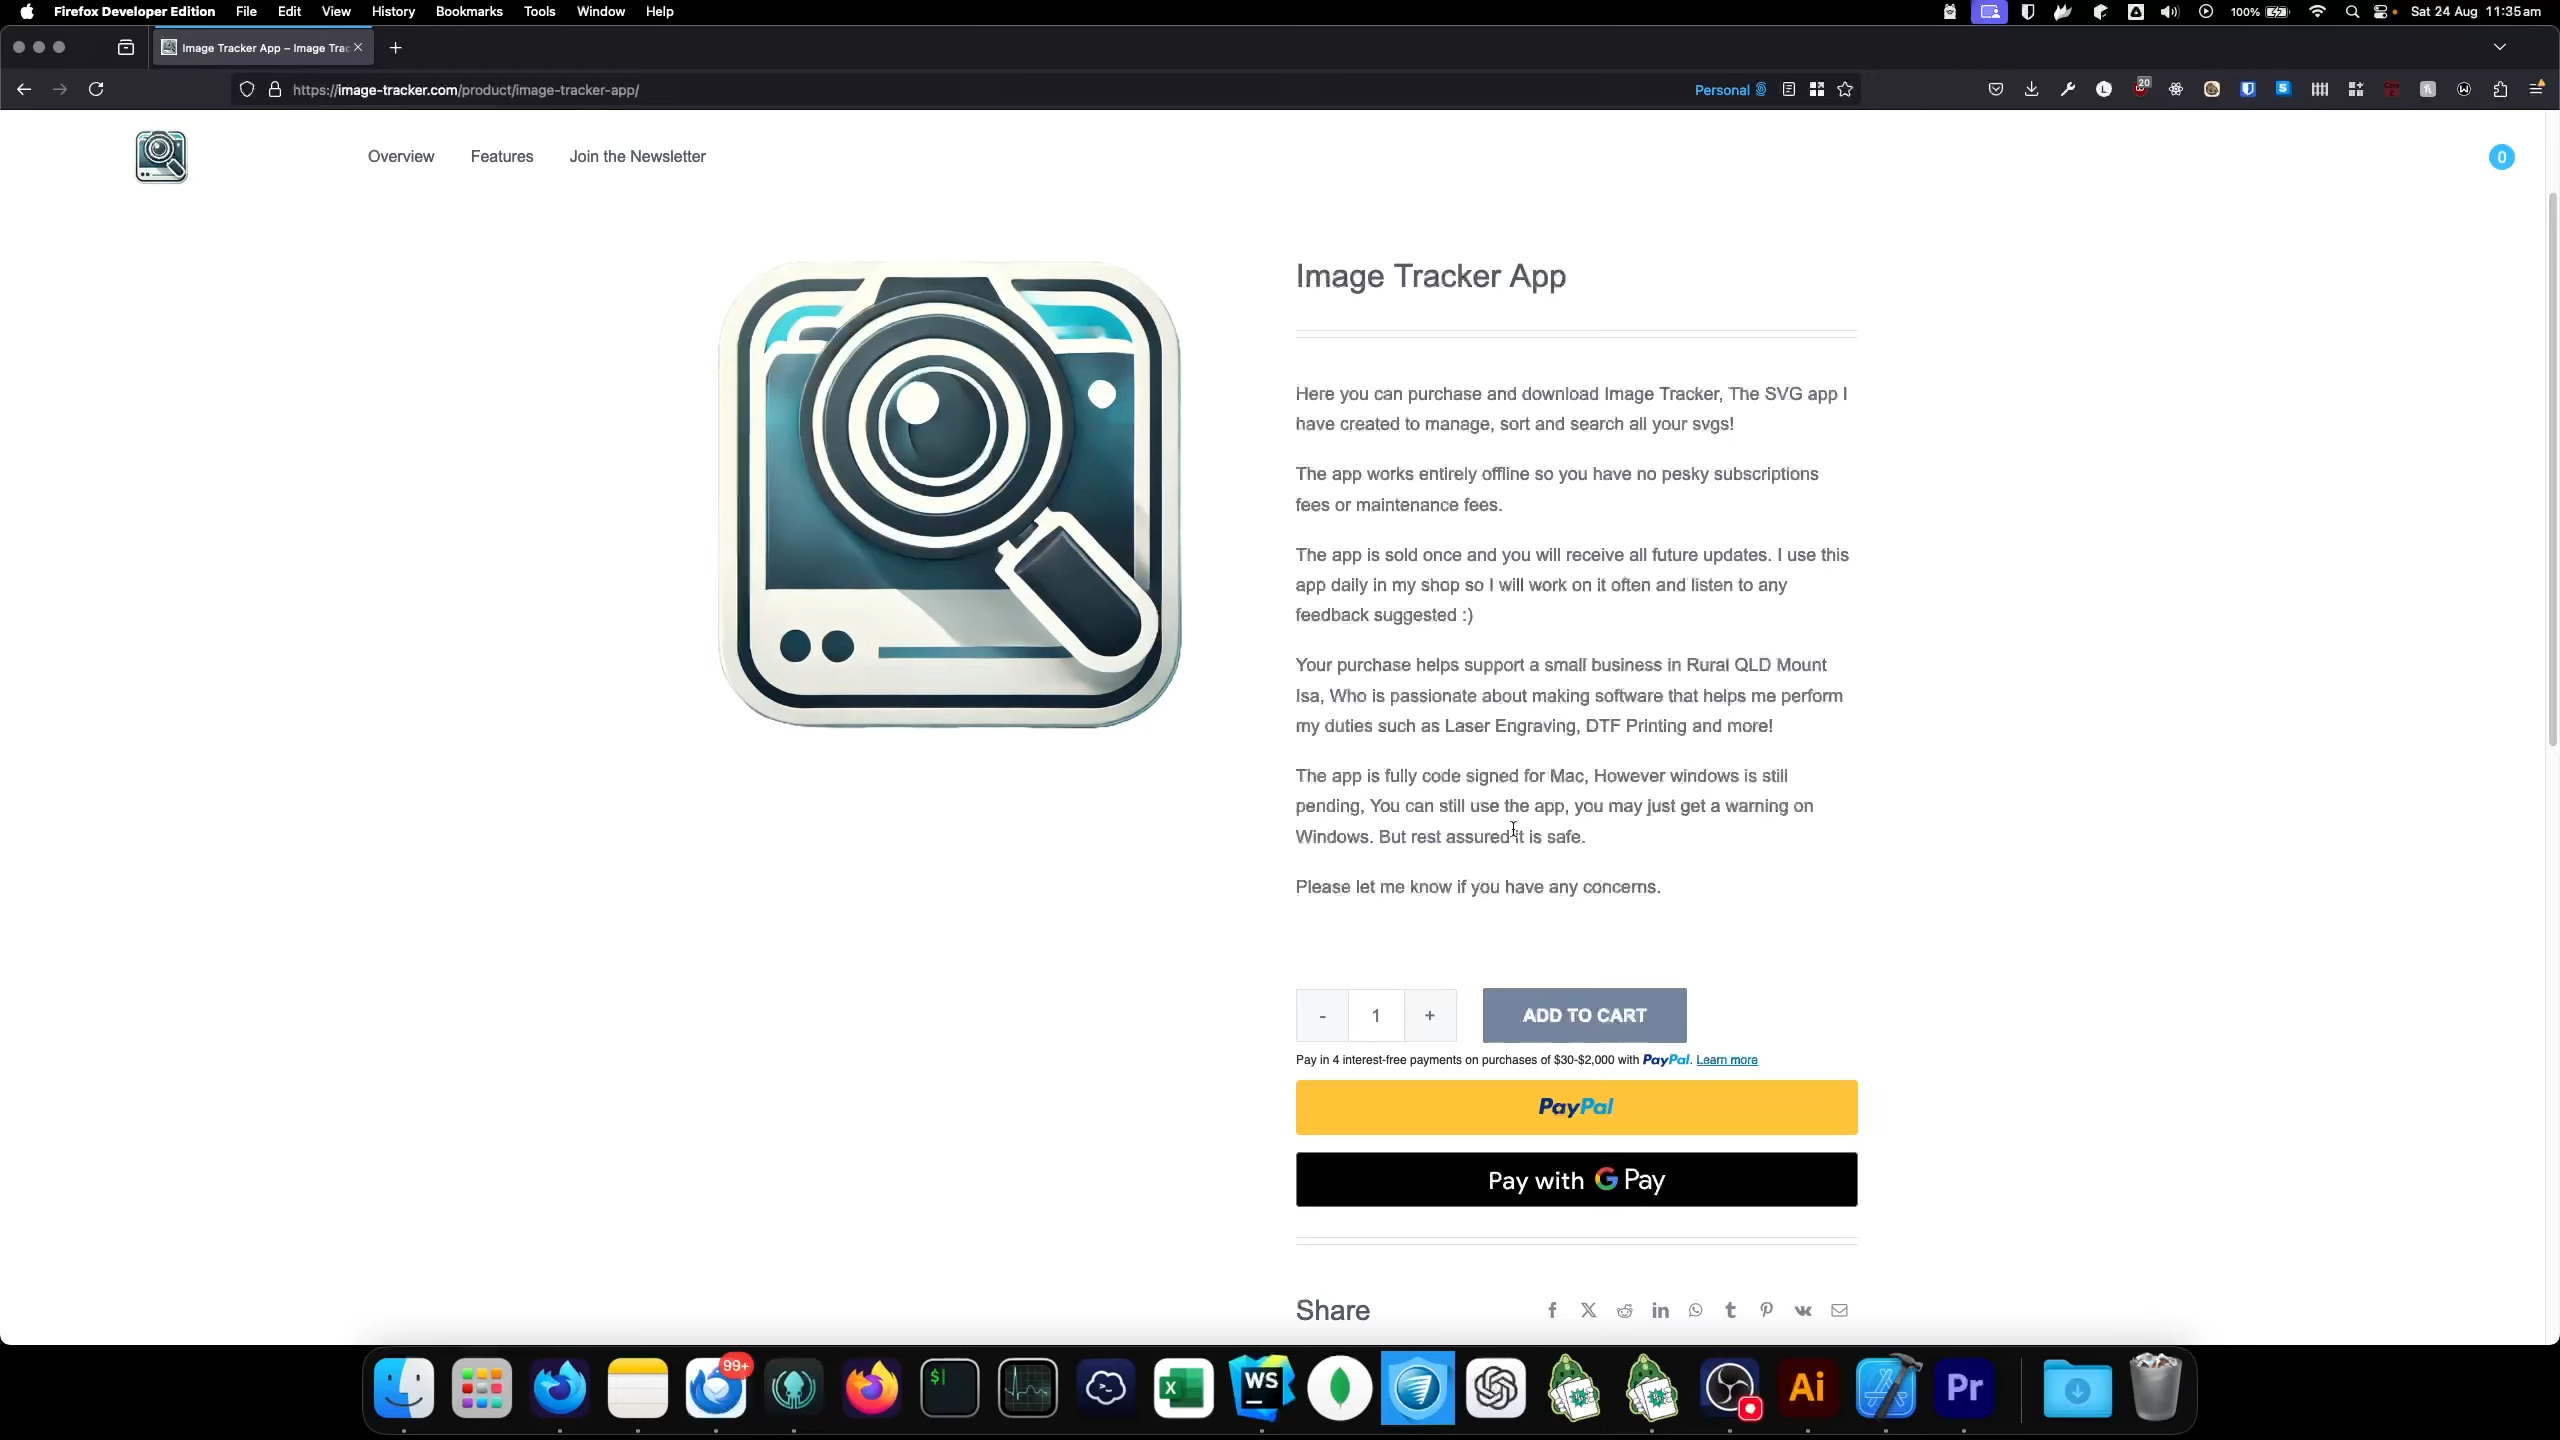 Firefox Developer Edition File Edit View History Bookmarks Tools Window Help 100% Sat 24 Aug 11:35am
Image Tracker App – Image Trac
https://image-tracker.com/product/image-tracker-app/ Personal 20
Overview Features Join the Newsletter 0
Image Tracker App
Here you can purchase and download Image Tracker, The SVG app I
have created to manage, sort and search all your svgs!
The app works entirely offline so you have no pesky subscriptions
fees or maintenance fees.
The app is sold once and you will receive all future updates. I use this
app daily in my shop so I will work on it often and listen to any
feedback suggested :)
Your purchase helps support a small business in Rural QLD Mount
Isa, Who is passionate about making software that helps me perform
my duties such as Laser Engraving, DTF Printing and more!
The app is fully code signed for Mac, However windows is still
pending, You can still use the app, you may just get a warning on
Windows. But rest assured it is safe.
Please let me know if you have any concerns.
- 1 + ADD TO CART
Pay in 4 interest-free payments on purchases of $30-$2,000 with PayPal. Learn more
PayPal
Pay with G Pay
Share
99+ $ X WS Ai Pr